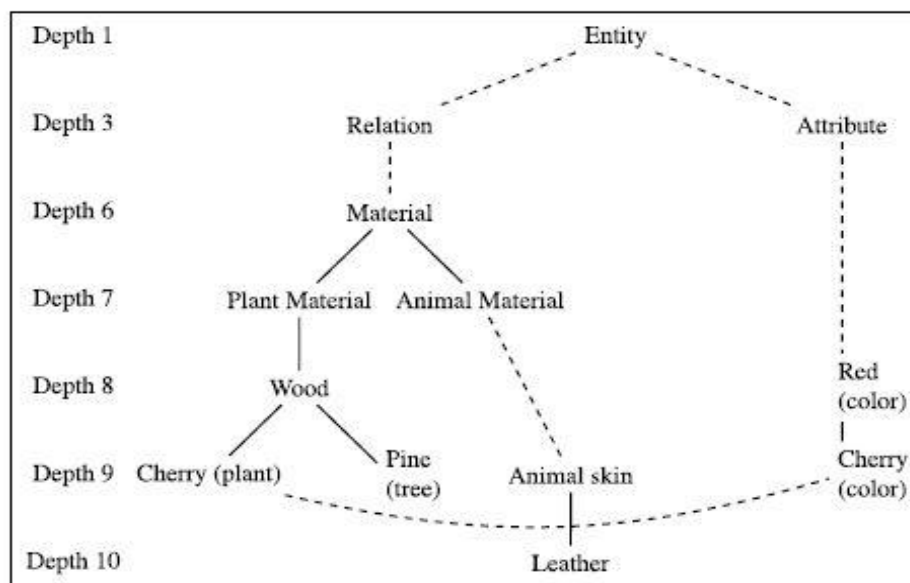 Depth 1 Entity
Depth 3 Relation Attribute
Depth 6 Material
Depth 7 Plant Material Animal Material
Depth 8 Wood Red
(color)
Depth 9 Cherry (plant) Pine
(tree) Animal skin Cherry
(color)
Depth 10 Leather